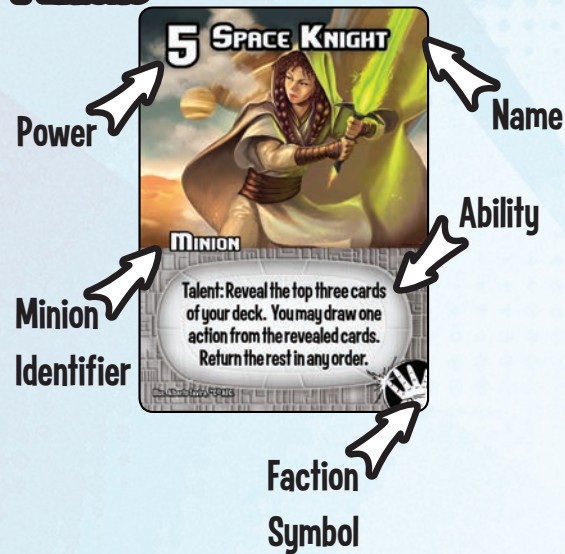 5 Space Knight
Power
Name
Ability
Minion
Talent: Reveal the top three cards
of your deck. You may draw one
action from the revealed cards.
Return the rest in any order.
Minion
Identifier
Faction
Symbol